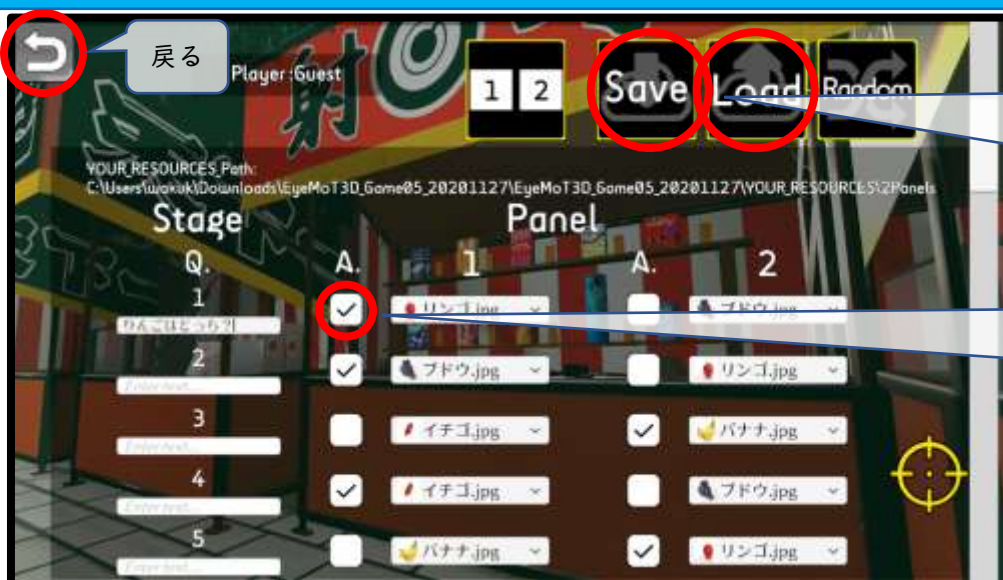 戻る
射
Player :Guest
1 2
Save
Load
Random
YOUR_RESOURCES_Path:
C:\Users\wakuk\Downloads\EyeMoT3D_Game05_20201127\EyeMoT3D_Game05_20201127\YOUR_RESOURCES\2Panels
Stage
Panel
Q.
A.
1
A.
2
1
りんごはどっち?
リンゴ.jpg
ブドウ.jpg
2
Enter text...
ブドウ.jpg
リンゴ.jpg
3
Enter text...
イチゴ.jpg
バナナ.jpg
4
Enter text...
イチゴ.jpg
ブドウ.jpg
5
Enter text...
バナナ.jpg
リンゴ.jpg